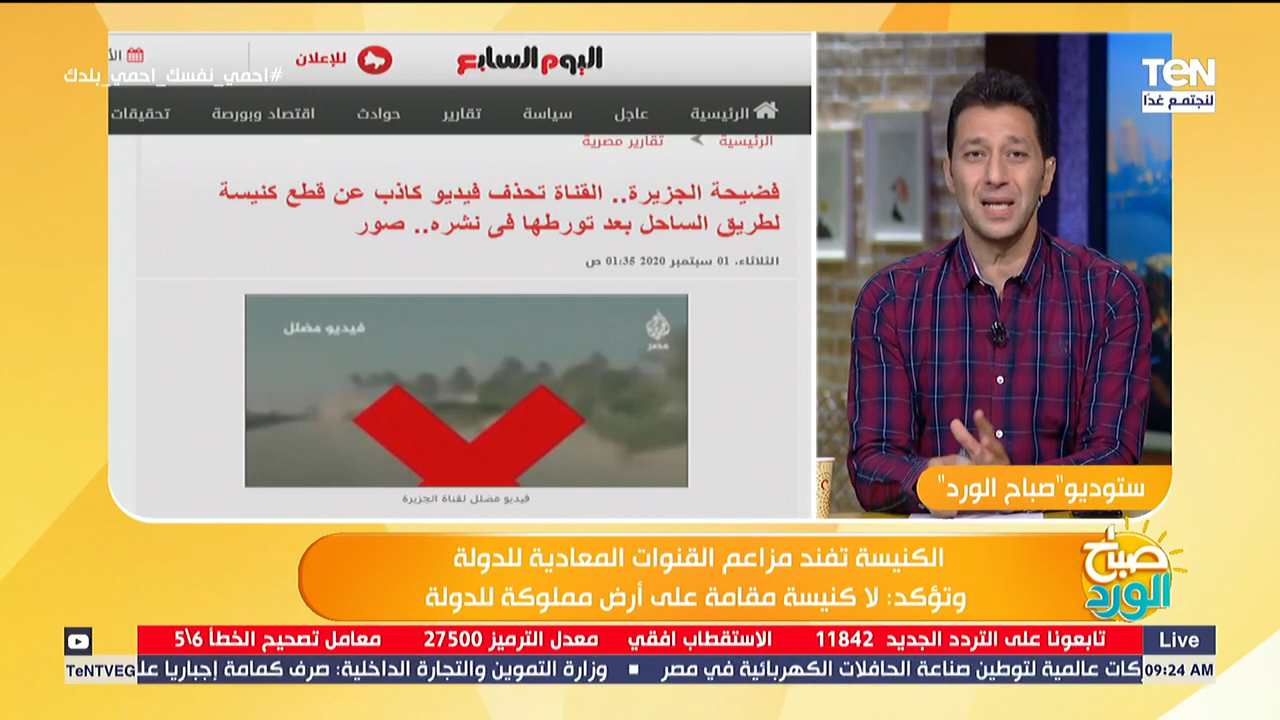 TEN
لنجتمع غدًا
#احمي_نفسك_احمي_بلدك
اليوم السابع
للإعلان
الرئيسية
عاجل
سياسة
تقارير
حوادث
اقتصاد وبورصة
تحقيقات
الرئيسية
تقارير مصرية
فضيحة الجزيرة.. القناة تحذف فيديو كاذب عن قطع كنيسة
لطريق الساحل بعد تورطها فى نشره.. صور
الثلاثاء، 01 سبتمبر 2020 01:35 ص
فيديو مضلل
مصر
فيديو مضلل لقناة الجزيرة
ستوديو"صباح الورد"
صباح
الورد
الكنيسة تفند مزاعم القنوات المعادية للدولة
وتؤكد: لا كنيسة مقامة على أرض مملوكة للدولة
Live
تابعونا على التردد الجديد 11842 الاستقطاب افقي معدل الترميز 27500 معامل تصحيح الخطأ 5\6
09:24 AM
كات عالمية لتوطين صناعة الحافلات الكهربائية في مصر ■ وزارة التموين والتجارة الداخلية: صرف كمامة إجباريا عل
TeNTVEG